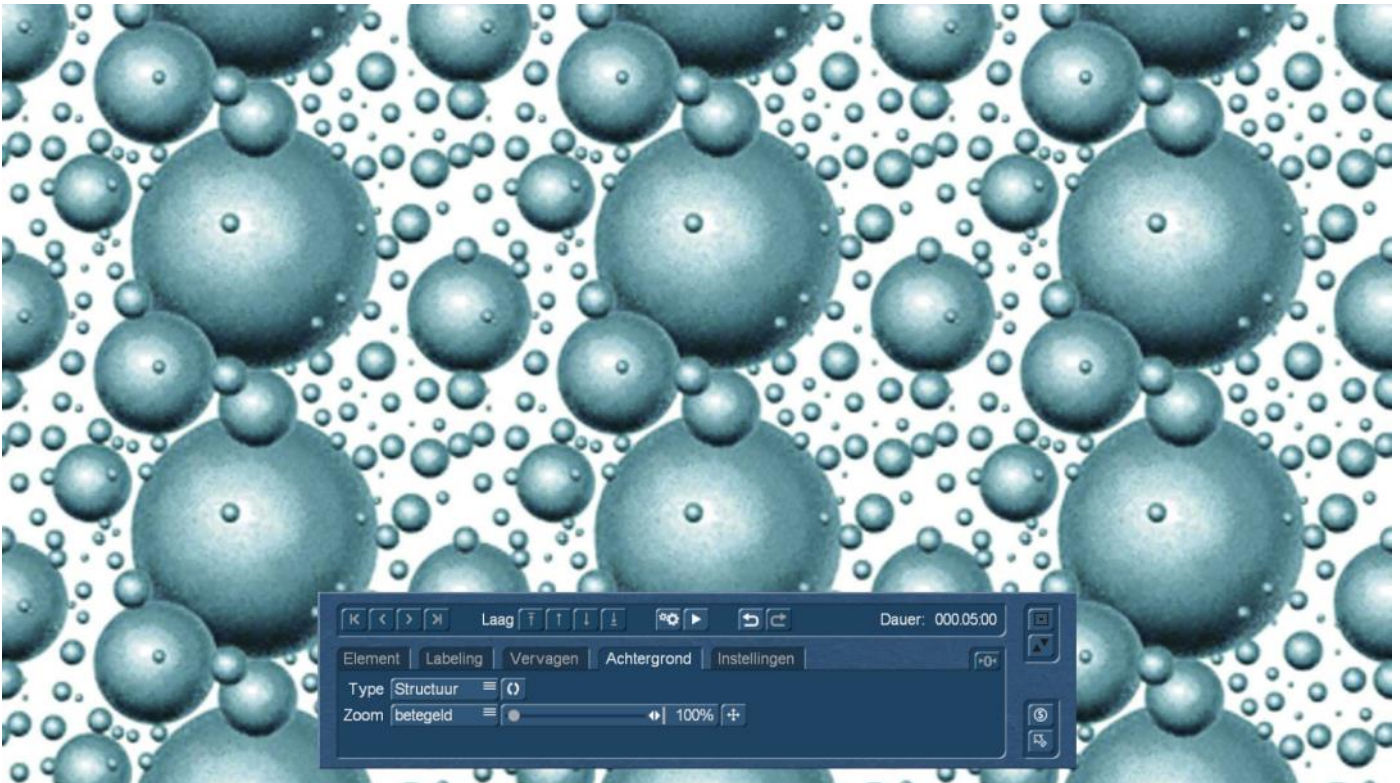 Laag Dauer: 000.05:00
Element Labeling Vervagen Achtergrond Instellingen
Type Structuur
Zoom betegeld 100%